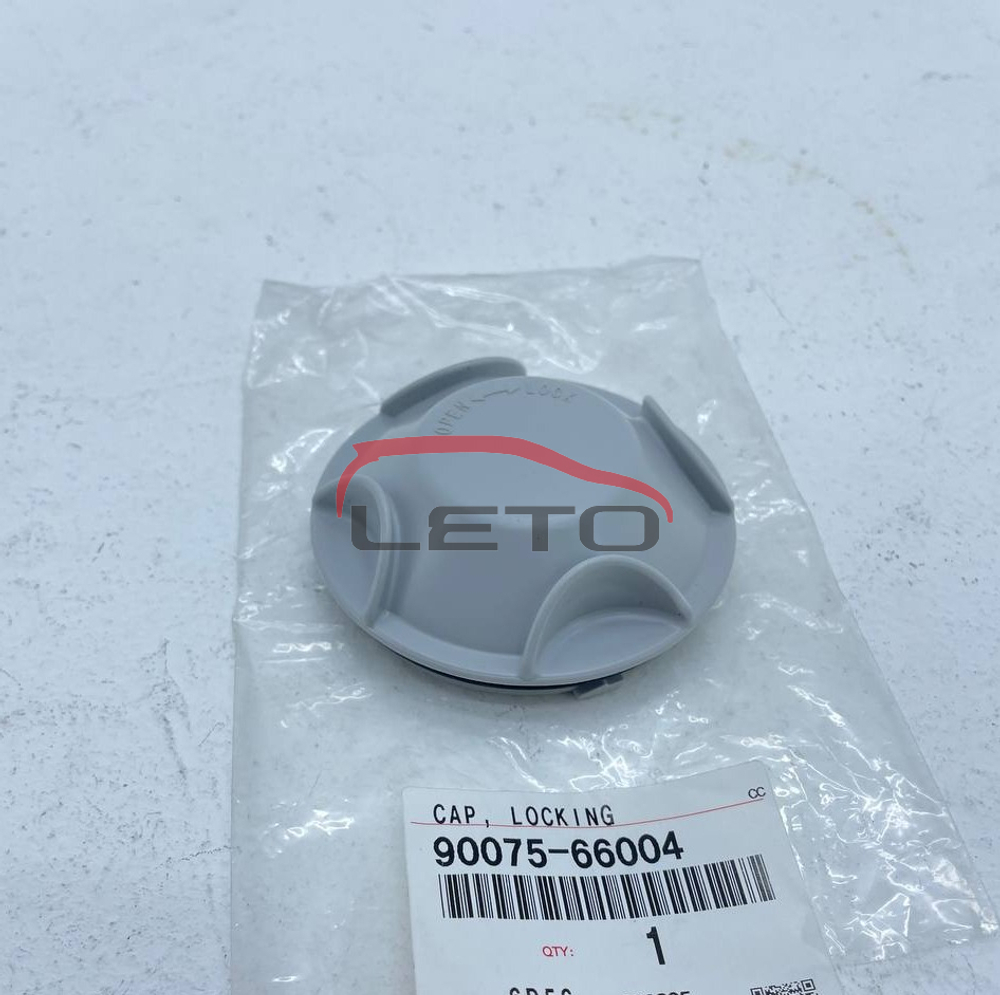 OPEN LOCK
LETO
CC
CAP, LOCKING
90075-66004
QTY: 1